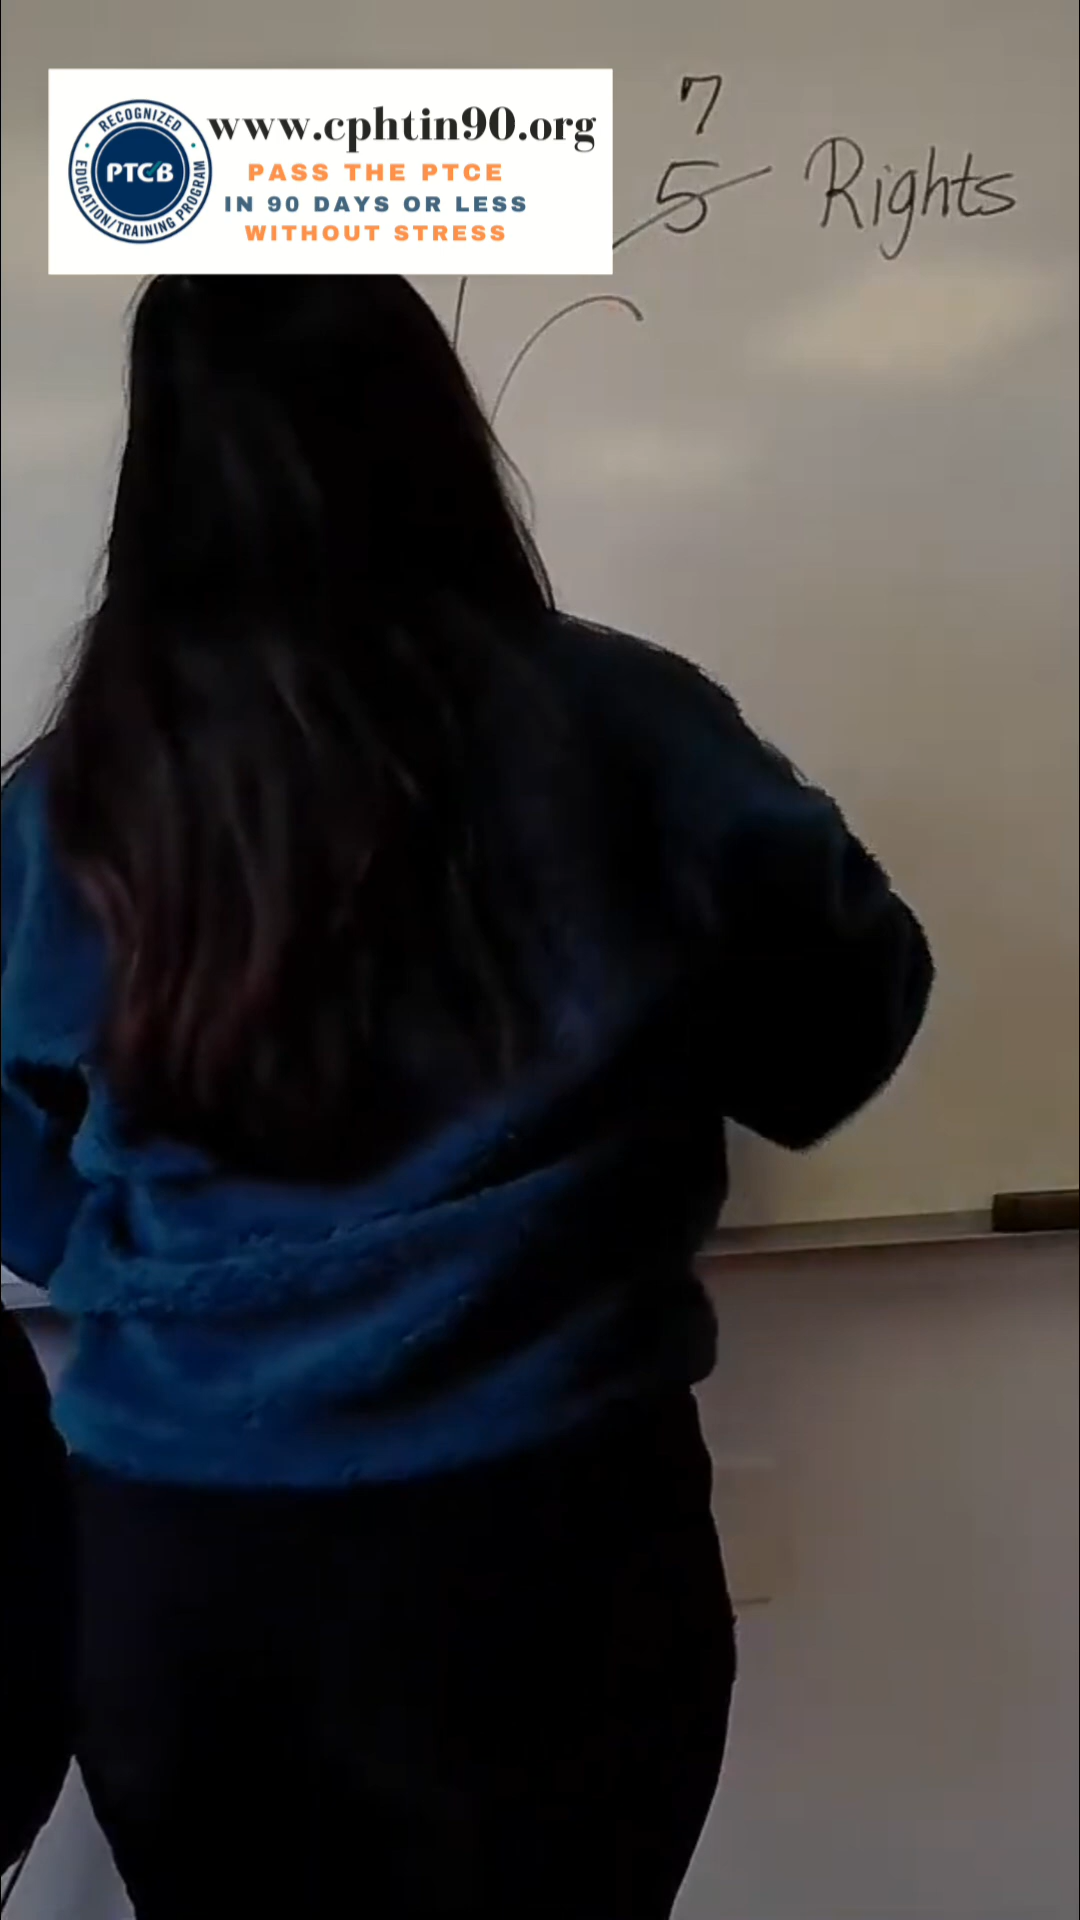 RECOGNIZED
PTCB
EDUCATION/TRAINING PROGRAM
www.cphtin90.org
PASS THE PTCE
IN 90 DAYS OR LESS
WITHOUT STRESS
7
5 Rights